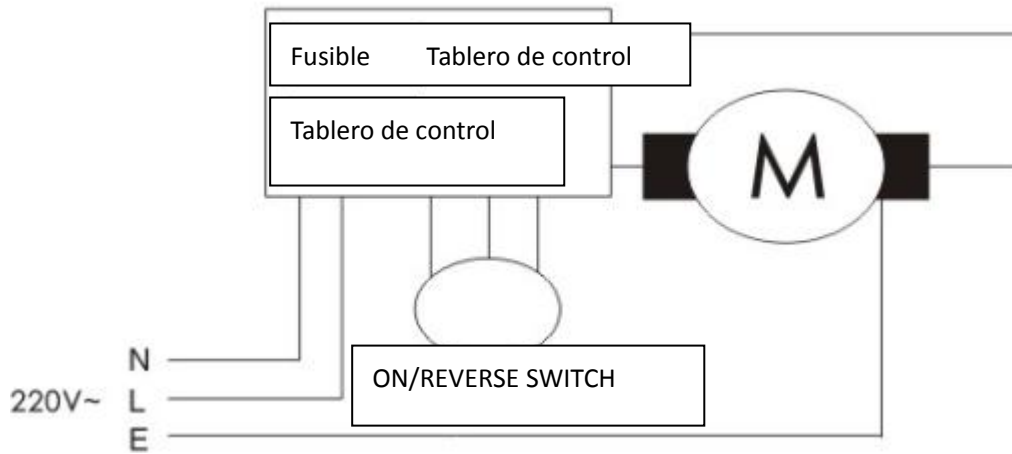 Fusible Tablero de control
Tablero de control
M
ON/REVERSE SWITCH
N
220V~ L
E